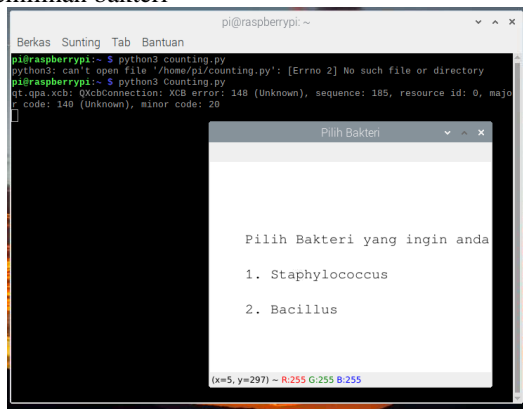 pi@raspberrypi: ~
Berkas Sunting Tab Bantuan
pi@raspberrypi:~ $ python3 counting.py
python3: can't open file '/home/pi/counting.py': [Errno 2] No such file or directory
pi@raspberrypi:~ $ python3 Counting.py
qt.qpa.xcb: QXcbConnection: XCB error: 148 (Unknown), sequence: 185, resource id: 0, majo
r code: 140 (Unknown), minor code: 20
Pilih Bakteri
Pilih Bakteri yang ingin anda
1. Staphylococcus
2. Bacillus
(x=5, y=297) ~ R:255 G:255 B:255